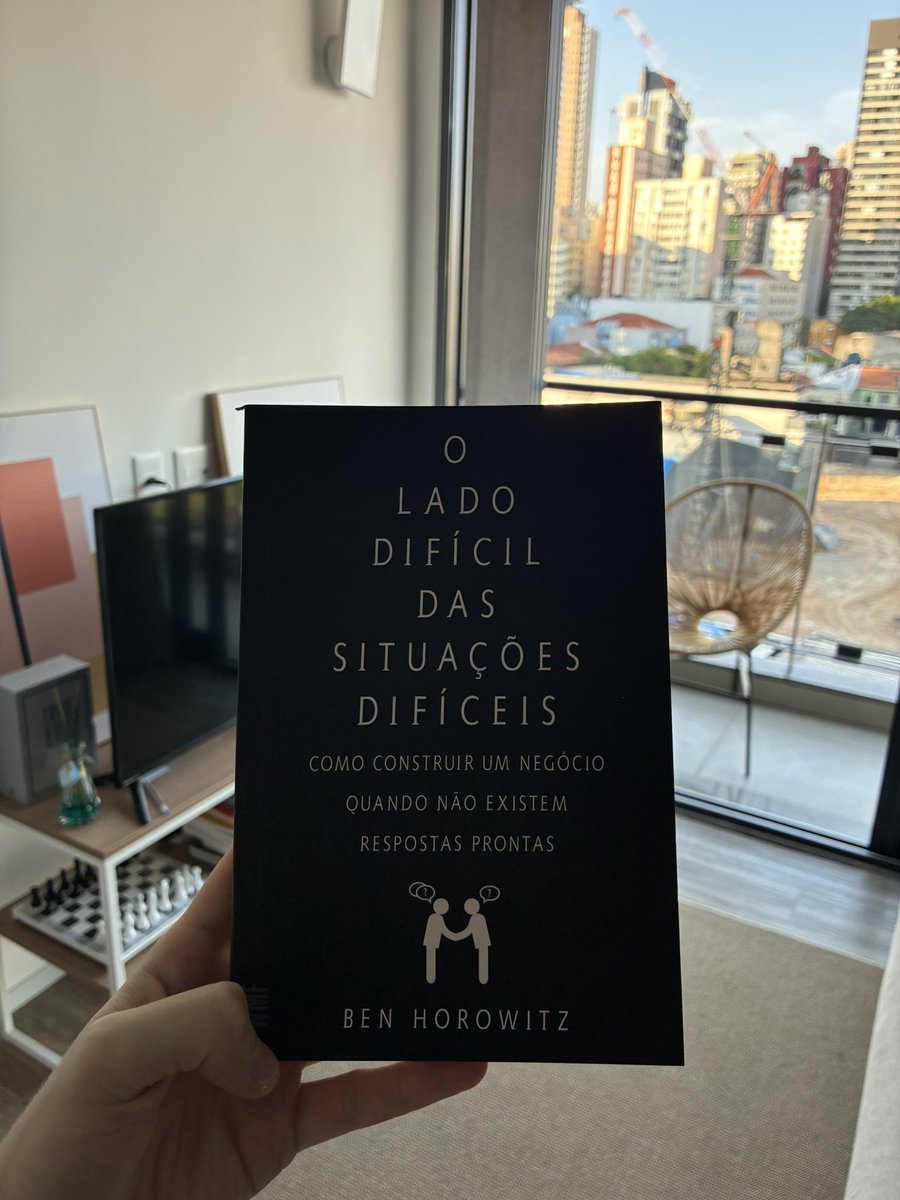 O
LADO
DIFÍCIL
DAS
SITUAÇÕES
DIFÍCEIS
COMO CONSTRUIR UM NEGÓCIO
QUANDO NÃO EXISTEM
RESPOSTAS PRONTAS
? ?
BEN HOROWITZ